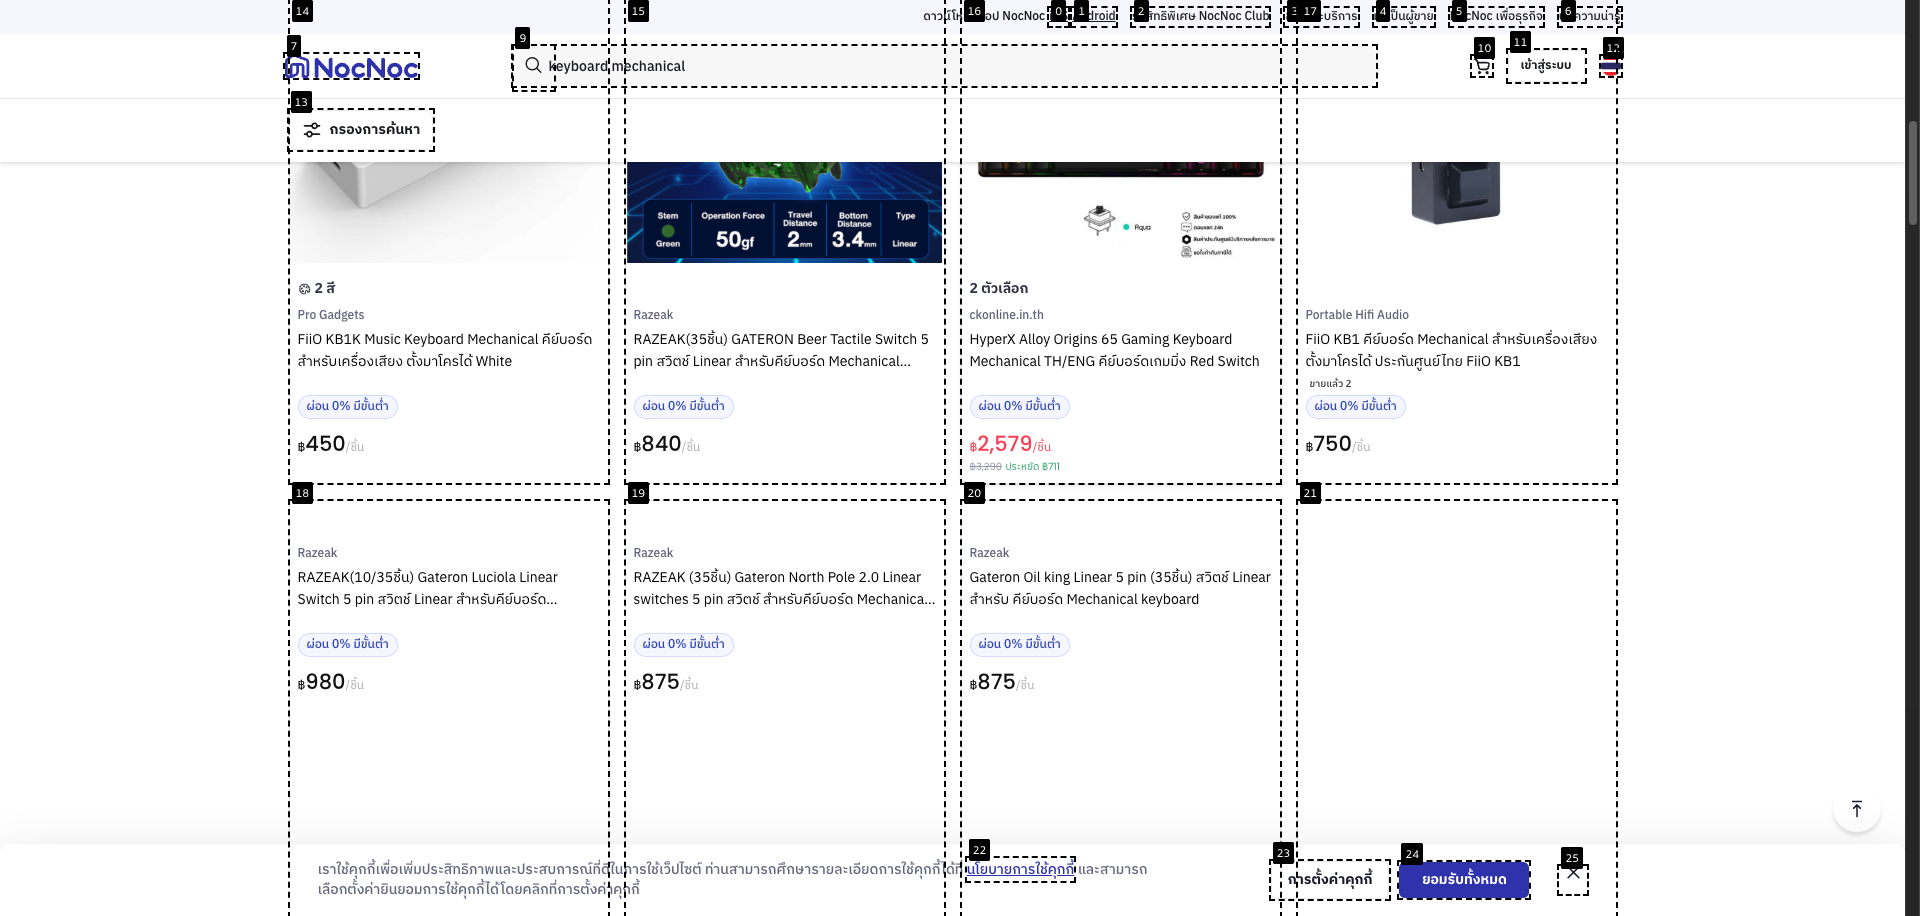 ดาวน์โหลดแอป NocNoc
Android
สิทธิพิเศษ NocNoc Club
NocNoc เพื่อธุรกิจ
NocNoc
keyboard mechanical
เข้าสู่ระบบ
กรองการค้นหา
Stem Operation Force Travel Distance Bottom Distance Type
Green 50gf 2mm 3.4mm Linear
Aqua
สินค้าของแท้ 100%
ตอบแชท 24h
2 สี
Pro Gadgets
FiiO KB1K Music Keyboard Mechanical คีย์บอร์ด
สำหรับเครื่องเสียง ตั้งมาโครได้ White
ผ่อน 0% มีขั้นต่ำ
฿450/ชิ้น
Razeak
RAZEAK(35ชิ้น) GATERON Beer Tactile Switch 5
pin สวิตช์ Linear สำหรับคีย์บอร์ด Mechanical...
ผ่อน 0% มีขั้นต่ำ
฿840/ชิ้น
2 ตัวเลือก
ckonline.in.th
HyperX Alloy Origins 65 Gaming Keyboard
Mechanical TH/ENG คีย์บอร์ดเกมมิ่ง Red Switch
ผ่อน 0% มีขั้นต่ำ
฿2,579/ชิ้น
฿3,290 ประหยัด ฿711
Portable Hifi Audio
FiiO KB1 คีย์บอร์ด Mechanical สำหรับเครื่องเสียง
ตั้งมาโครได้ ประกันศูนย์ไทย FiiO KB1
ขายแล้ว 2
ผ่อน 0% มีขั้นต่ำ
฿750/ชิ้น
Razeak
RAZEAK(10/35ชิ้น) Gateron Luciola Linear
Switch 5 pin สวิตช์ Linear สำหรับคีย์บอร์ด...
ผ่อน 0% มีขั้นต่ำ
฿980/ชิ้น
Razeak
RAZEAK (35ชิ้น) Gateron North Pole 2.0 Linear
switches 5 pin สวิตช์ สำหรับคีย์บอร์ด Mechanica...
ผ่อน 0% มีขั้นต่ำ
฿875/ชิ้น
Razeak
Gateron Oil king Linear 5 pin (35ชิ้น) สวิตช์ Linear
สำหรับ คีย์บอร์ด Mechanical keyboard
ผ่อน 0% มีขั้นต่ำ
฿875/ชิ้น
เราใช้คุกกี้เพื่อเพิ่มประสิทธิภาพและประสบการณ์ที่ดีในการใช้เว็ปไซต์ ท่านสามารถศึกษารายละเอียดการใช้คุกกี้ได้ที่ นโยบายการใช้คุกกี้ และสามารถ
เลือกตั้งค่ายินยอมการใช้คุกกี้ได้โดยคลิกที่การตั้งค่าคุกกี้
การตั้งค่าคุกกี้
ยอมรับทั้งหมด
0
1
2
3
4
5
6
7
9
10
11
12
13
14
15
16
17
18
19
20
21
22
23
24
25